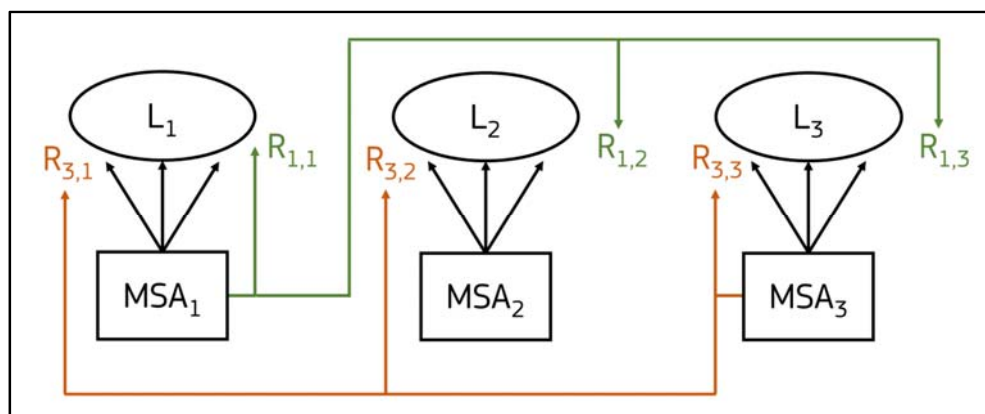 L₁
L₂
L₃
R₃,₁
R₁,₁
R₃,₂
R₁,₂
R₃,₃
R₁,₃
MSA₁
MSA₂
MSA₃